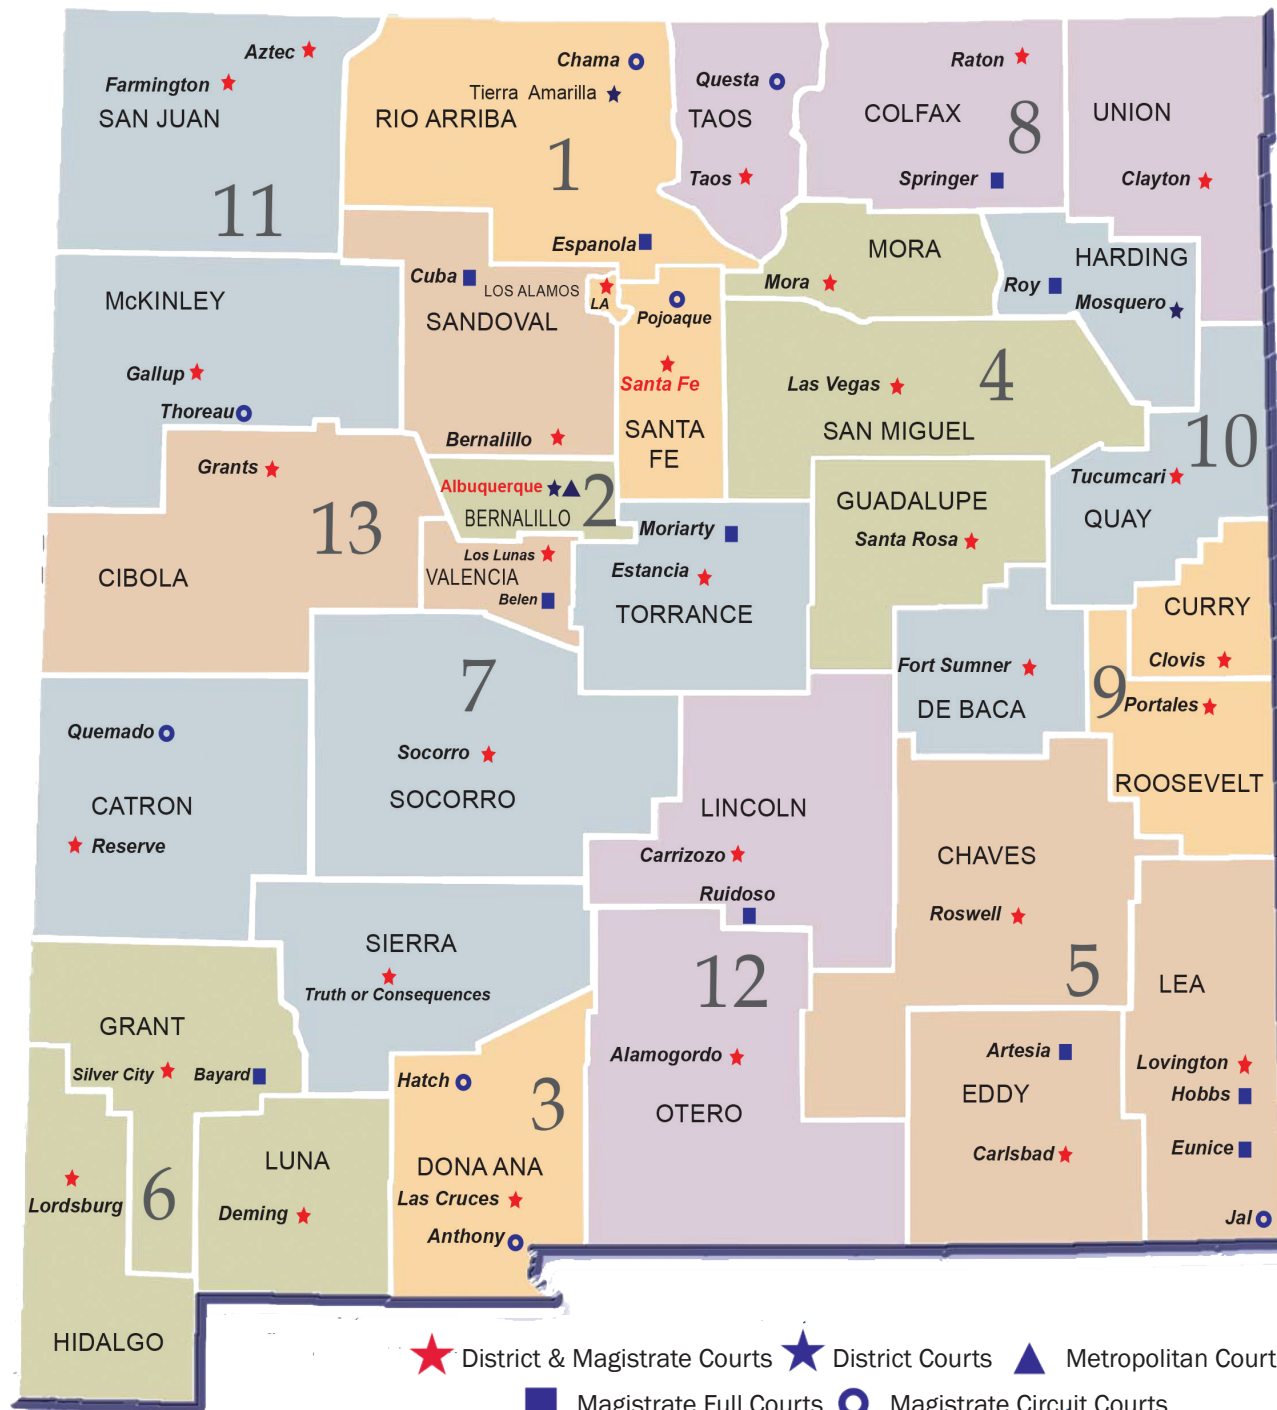 Aztec
Farmington
SAN JUAN
11
Chama
Tierra Amarilla
RIO ARRIBA
1
Espanola
Questa
TAOS
Taos
Raton
COLFAX
8
Springer
UNION
Clayton
McKINLEY
Gallup
Thoreau
Cuba
LOS ALAMOS
LA
SANDOVAL
Bernalillo
Pojoaque
Santa Fe
SANTA
FE
MORA
Mora
HARDING
Roy
Mosquero
Las Vegas
4
SAN MIGUEL
10
Tucumcari
QUAY
Grants
13
CIBOLA
Albuquerque
2
BERNALILLO
Los Lunas
VALENCIA
Belen
Moriarty
Estancia
TORRANCE
GUADALUPE
Santa Rosa
CURRY
Clovis
9
Portales
ROOSEVELT
Fort Sumner
DE BACA
7
Socorro
SOCORRO
Quemado
CATRON
Reserve
LINCOLN
Carrizozo
Ruidoso
CHAVES
Roswell
5
LEA
SIERRA
Truth or Consequences
12
Alamogordo
OTERO
GRANT
Silver City
Bayard
Hatch
3
DONA ANA
Las Cruces
Anthony
Artesia
EDDY
Carlsbad
Lovington
Hobbs
Eunice
Jal
Lordsburg
6
LUNA
Deming
HIDALGO
District & Magistrate Courts
District Courts
Metropolitan Court
Magistrate Full Courts
Magistrate Circuit Courts